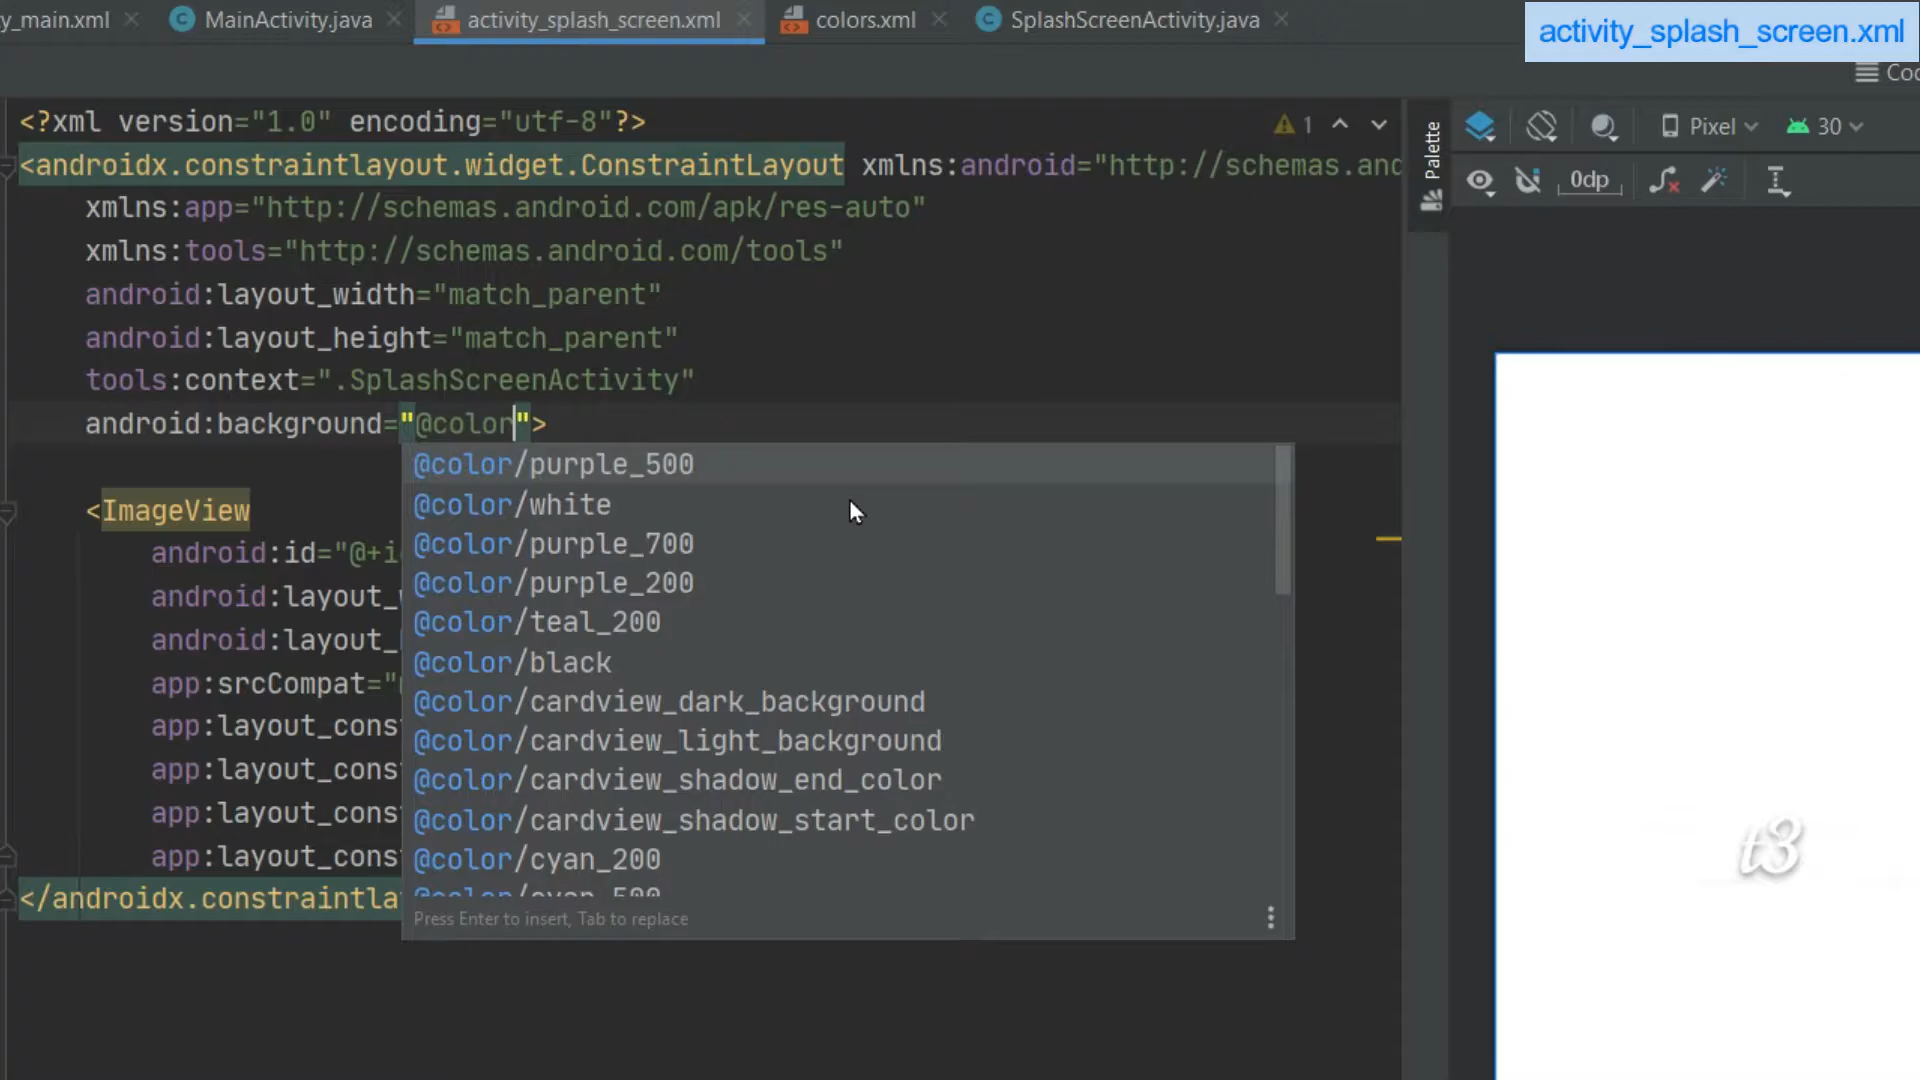 y_main.xml
MainActivity.java
activity_splash_screen.xml
colors.xml
SplashScreenActivity.java
activity_splash_screen.xml
<?xml version="1.0" encoding="utf-8"?>
1
<androidx.constraintlayout.widget.ConstraintLayout xmlns:android="http://schemas.and
xmlns:app="http://schemas.android.com/apk/res-auto"
xmlns:tools="http://schemas.android.com/tools"
android:layout_width="match_parent"
android:layout_height="match_parent"
tools:context=".SplashScreenActivity"
android:background="@color">
<ImageView
android:id="@+i
android:layout_
android:layout_
app:srcCompat="
app:layout_cons
app:layout_cons
app:layout_cons
app:layout_cons
</androidx.constraintla
@color/purple_500
@color/white
@color/purple_700
@color/purple_200
@color/teal_200
@color/black
@color/cardview_dark_background
@color/cardview_light_background
@color/cardview_shadow_end_color
@color/cardview_shadow_start_color
@color/cyan_200
@color/cyan_500
Press Enter to insert, Tab to replace
Palette
Coc
Pixel
30
0dp
t3